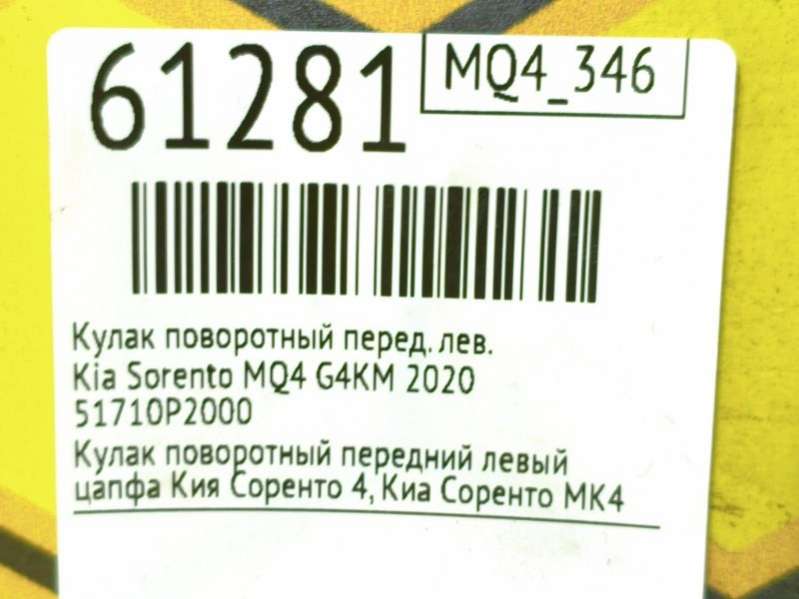 61281
MQ4_346
Кулак поворотный перед. лев.
Kia Sorento MQ4 G4KM 2020
51710P2000
Кулак поворотный передний левый
цапфа Кия Соренто 4, Киа Соренто МК4